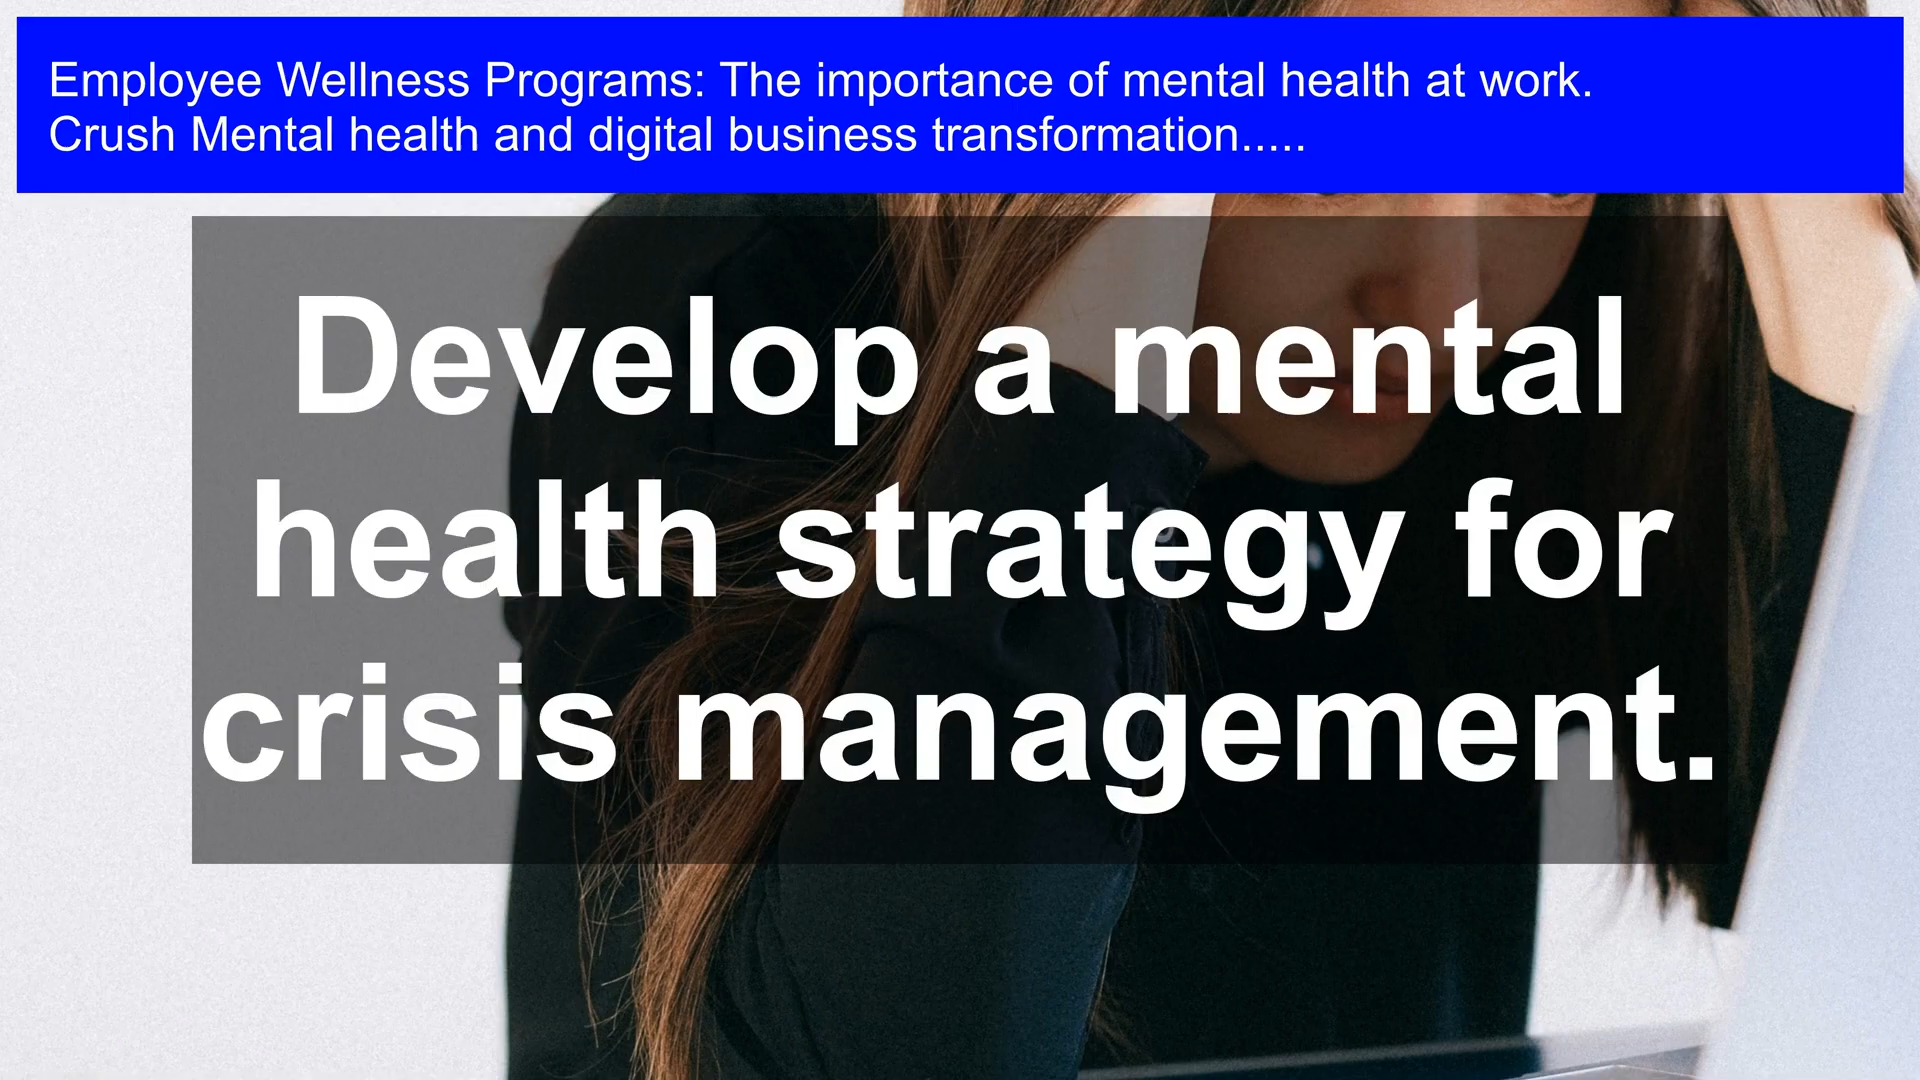 Employee Wellness Programs: The importance of mental health at work.
Crush Mental health and digital business transformation.....
Develop a mental
health strategy for
crisis management.